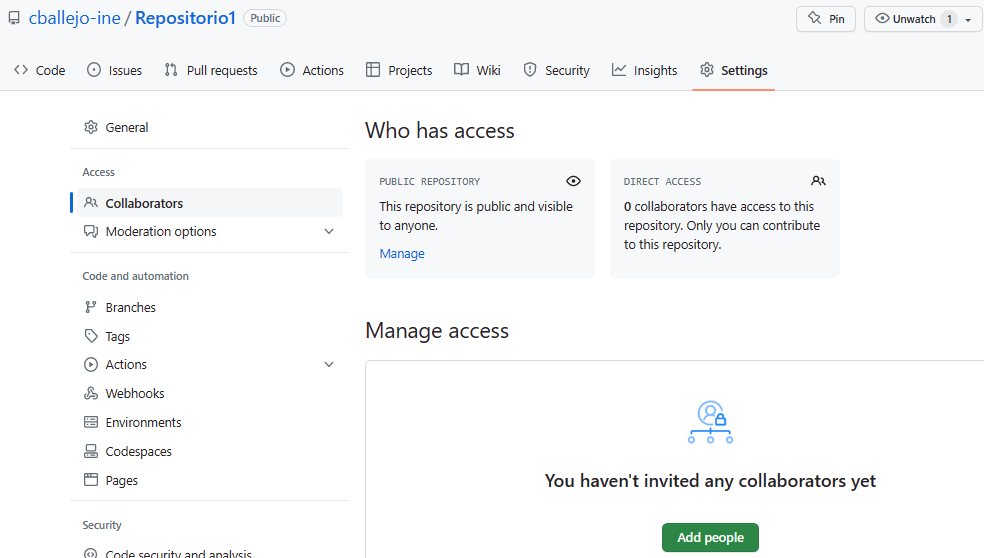 cballejo-ine / Repositorio1 Public
Pin
Unwatch 1
Code
Issues
Pull requests
Actions
Projects
Wiki
Security
Insights
Settings
General
Access
Collaborators
Moderation options
Code and automation
Branches
Tags
Actions
Webhooks
Environments
Codespaces
Pages
Security
Code security and analysis
Who has access
PUBLIC REPOSITORY
This repository is public and visible
to anyone.
Manage
DIRECT ACCESS
0 collaborators have access to this
repository. Only you can contribute
to this repository.
Manage access
You haven't invited any collaborators yet
Add people